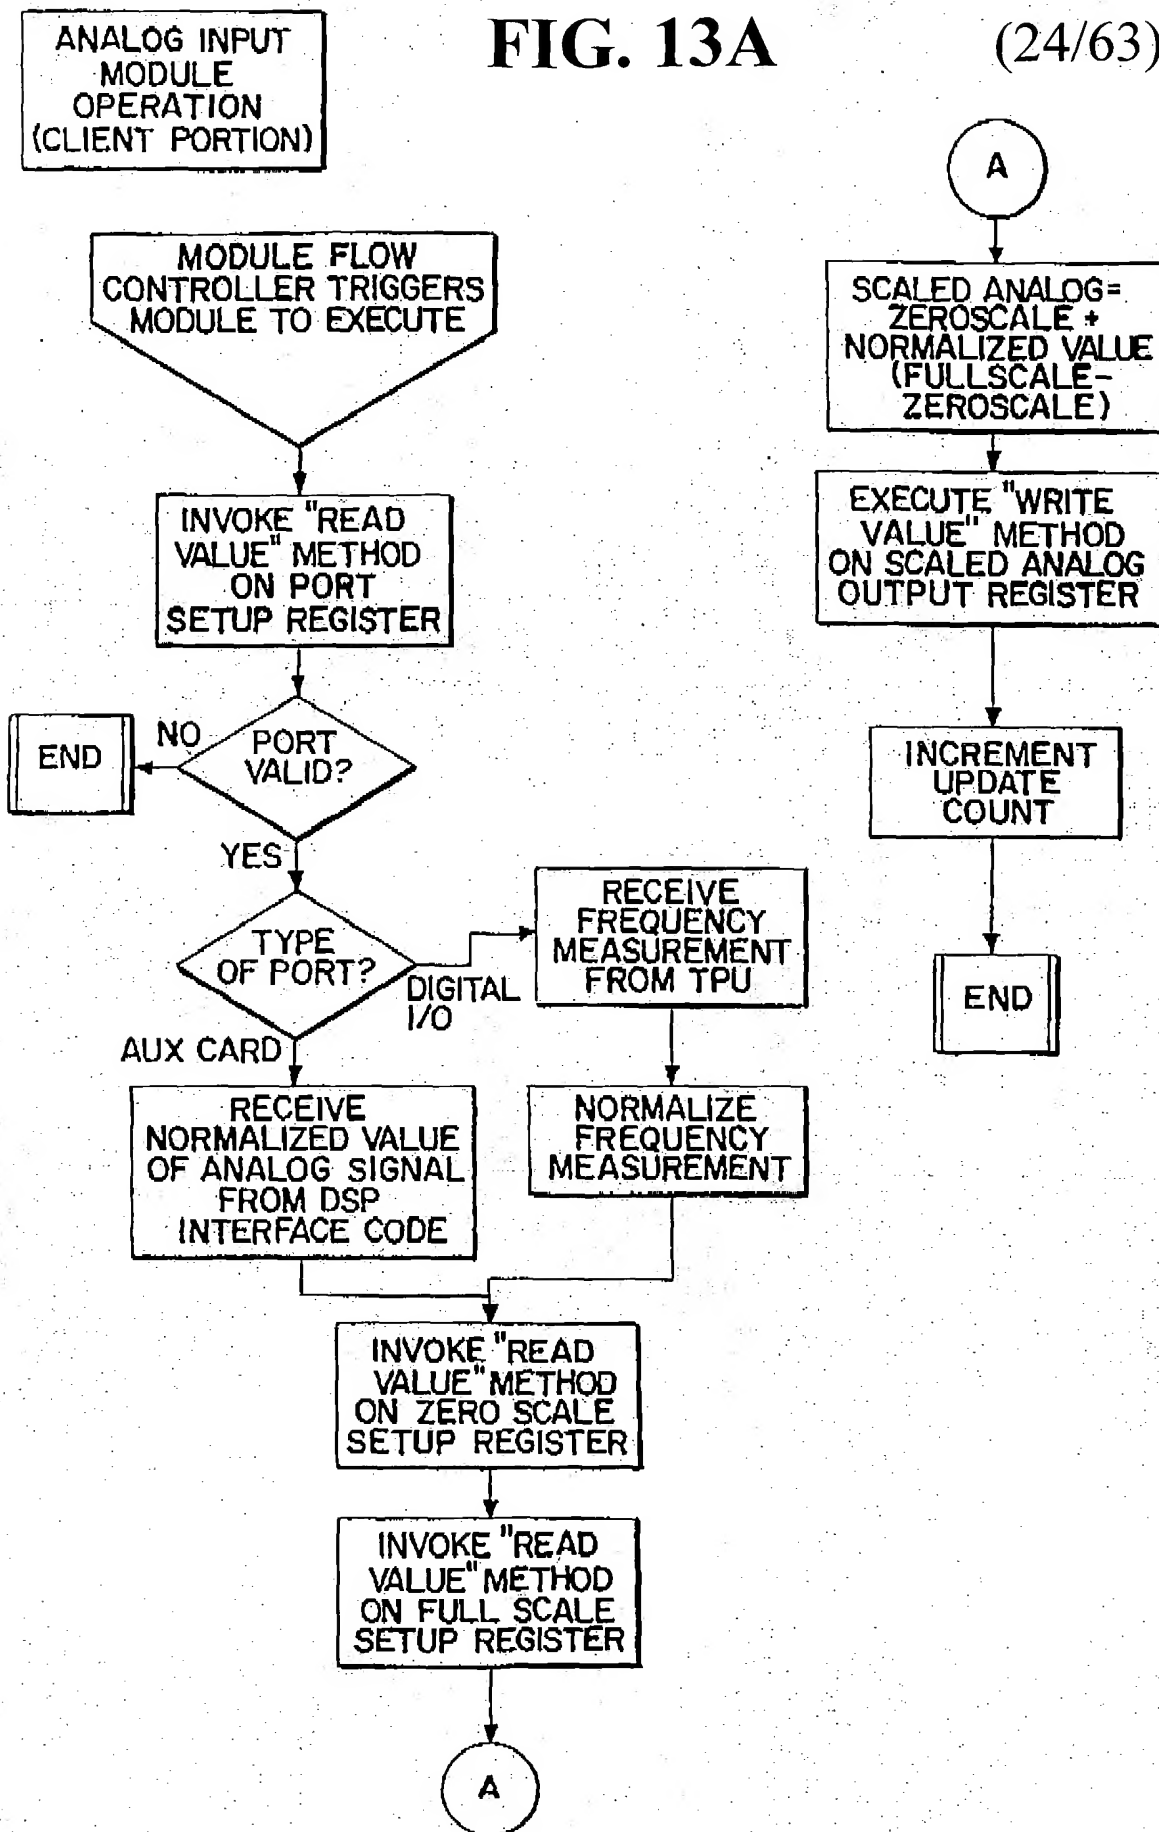 ANALOG INPUT
MODULE
OPERATION
(CLIENT PORTION)
FIG. 13A
(24/63)
MODULE FLOW
CONTROLLER TRIGGERS
MODULE TO EXECUTE
INVOKE "READ
VALUE" METHOD
ON PORT
SETUP REGISTER
PORT
VALID?
NO
END
YES
TYPE
OF PORT?
DIGITAL
I/O
AUX CARD
RECEIVE
FREQUENCY
MEASUREMENT
FROM TPU
NORMALIZE
FREQUENCY
MEASUREMENT
RECEIVE
NORMALIZED VALUE
OF ANALOG SIGNAL
FROM DSP
INTERFACE CODE
INVOKE "READ
VALUE" METHOD
ON ZERO SCALE
SETUP REGISTER
INVOKE "READ
VALUE" METHOD
ON FULL SCALE
SETUP REGISTER
A
A
SCALED ANALOG=
ZEROSCALE +
NORMALIZED VALUE
(FULLSCALE-
ZEROSCALE)
EXECUTE "WRITE
VALUE" METHOD
ON SCALED ANALOG
OUTPUT REGISTER
INCREMENT
UPDATE
COUNT
END